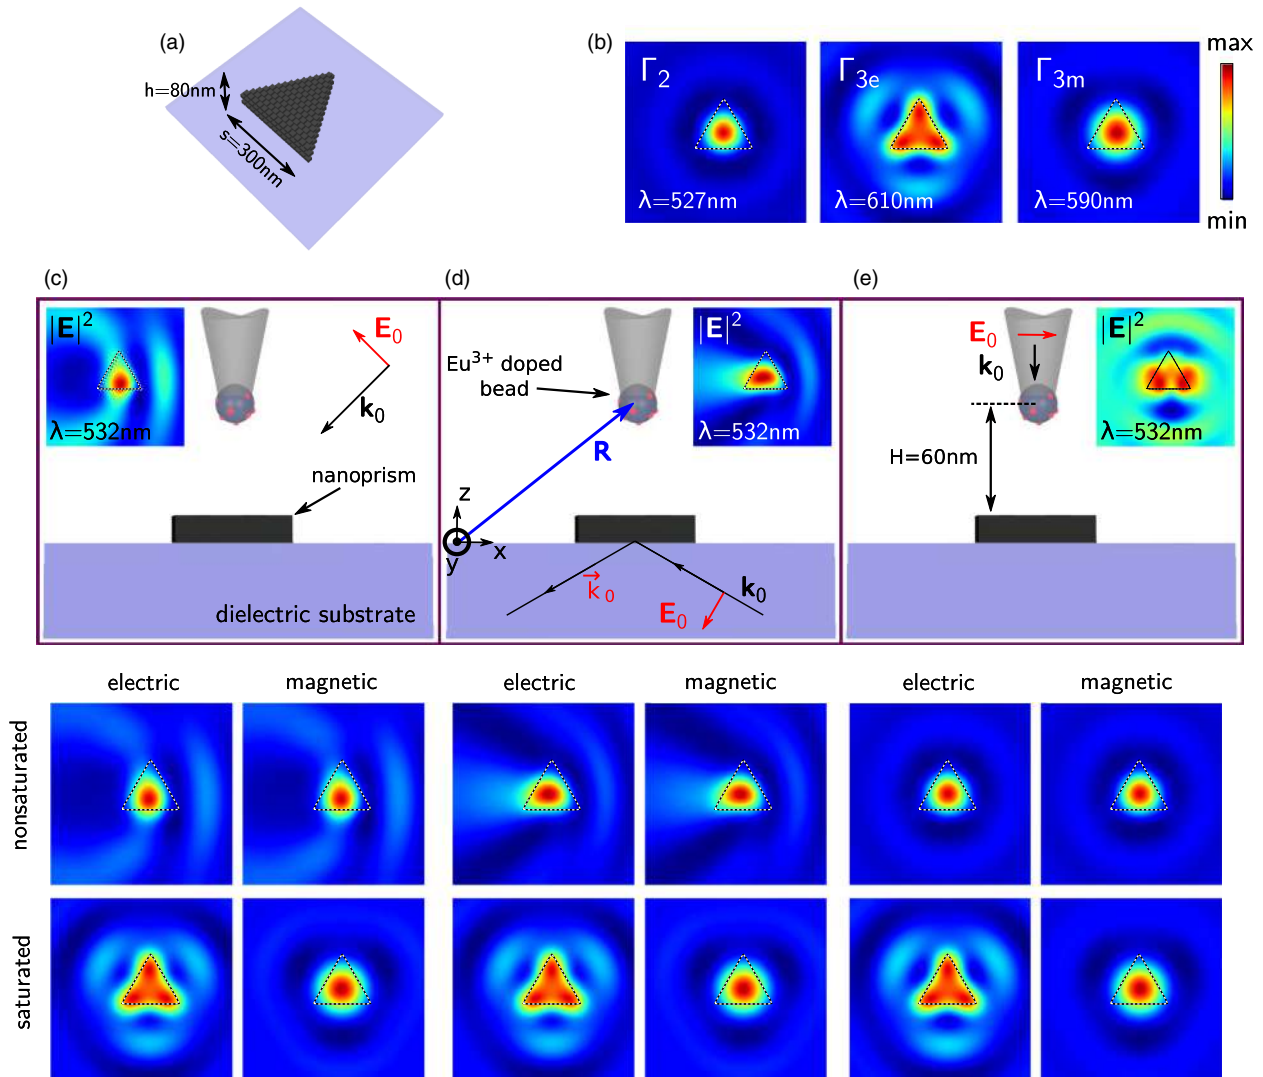 (a)
h=80nm
s=300nm
(b)
Γ2
λ=527nm
Γ3e
λ=610nm
Γ3m
λ=590nm
max
min
(c)
|E|²
λ=532nm
E0
k0
nanoprism
dielectric substrate
(d)
Eu³⁺ doped
bead
R
|E|²
λ=532nm
z
x
y
k0
E0
k0
(e)
E0
k0
H=60nm
|E|²
λ=532nm
electric
magnetic
electric
magnetic
electric
magnetic
nonsaturated
saturated